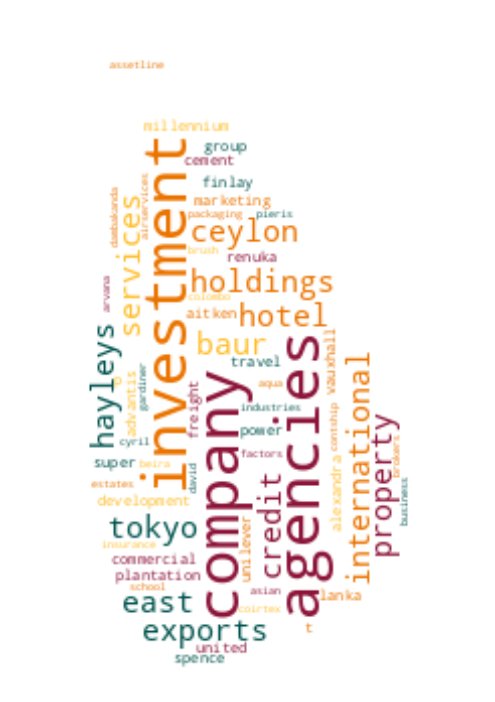 assetline
millennium
group
cement
investment
finlay
airservices
dambakanda
services
marketing
packaging
pieris
ceylon
brush
renuka
arvana
holdings
colombo
aitken
hotel
hayleys
baur
vauxhall
travel
agencies
international
company
advantis
gardiner
6
freight
aqua
industries
contship
property
power
cyril
factors
brokers
super
beira
david
credit
alexandra
business
estates
development
unilever
tokyo
insurance
commercial
plantation
school
asian
east
coirtex
lanka
exports
t
united
spence